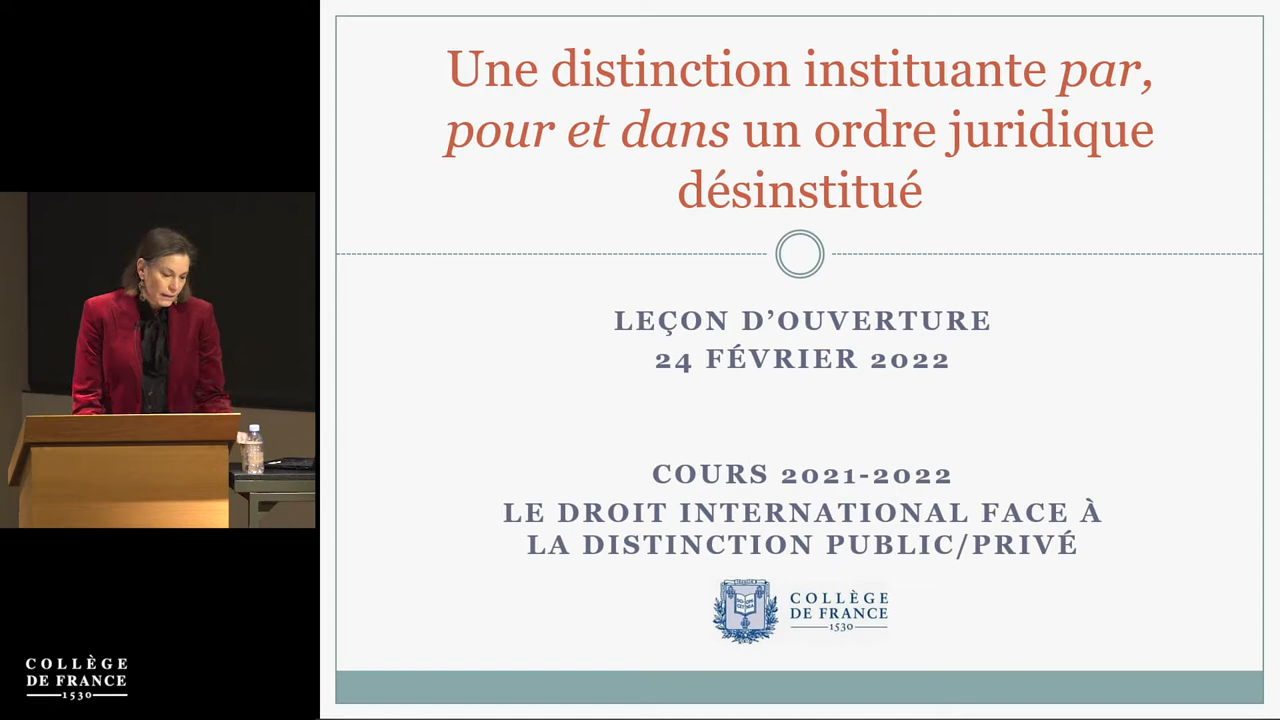 Une distinction instituante par,
pour et dans un ordre juridique
désinstitué
LEÇON D’OUVERTURE
24 FÉVRIER 2022
COURS 2021-2022
LE DROIT INTERNATIONAL FACE À
LA DISTINCTION PUBLIC/PRIVÉ
COLLÈGE
DE FRANCE
1530
COLLÈGE
DE FRANCE
1530